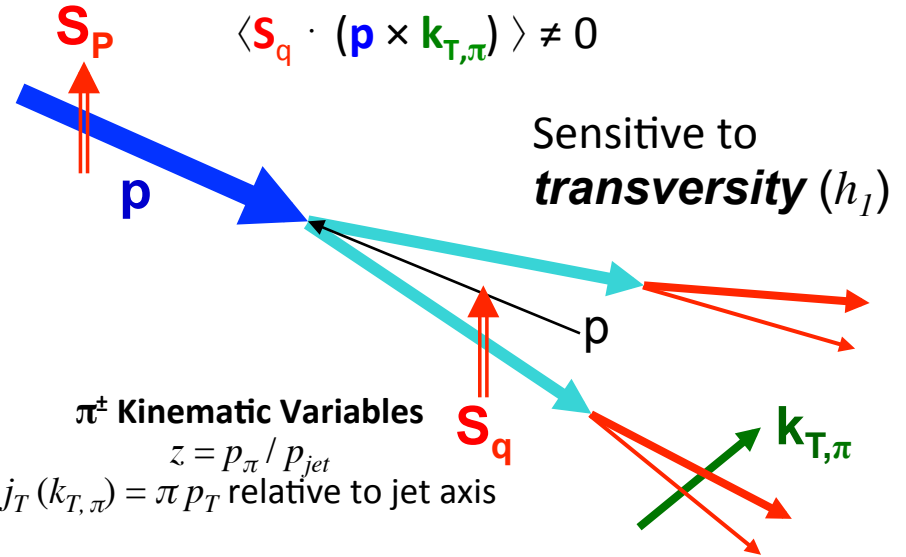 S_P
⟨S_q · (p × k_T,π) ⟩ ≠ 0
Sensitive to
transversity (h_1)
p
p
S_q
k_T,π
π± Kinematic Variables
z = p_π / p_jet
j_T (k_T, π) = π p_T relative to jet axis